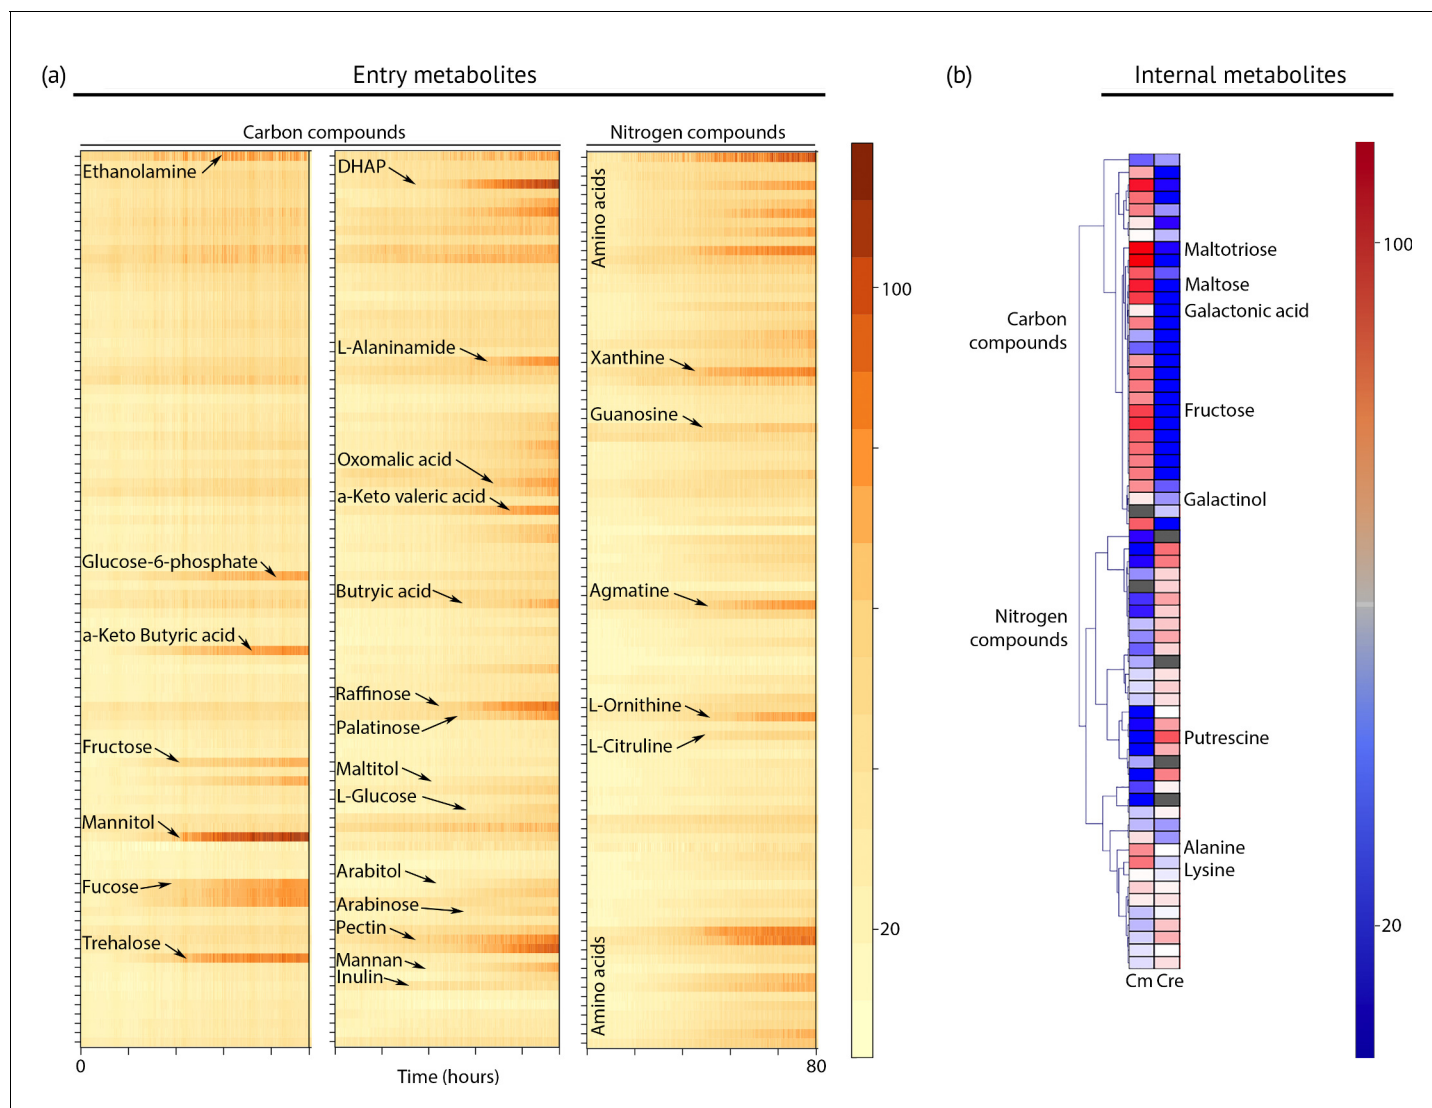 (a)
Entry metabolites
Carbon compounds
Nitrogen compounds
Ethanolamine
Glucose-6-phosphate
a-Keto Butyric acid
Fructose
Mannitol
Fucose
Trehalose
DHAP
L-Alaninamide
Oxomalic acid
a-Keto valeric acid
Butryic acid
Raffinose
Palatinose
Maltitol
L-Glucose
Arabitol
Arabinose
Pectin
Mannan
Inulin
Amino acids
Xanthine
Guanosine
Agmatine
L-Ornithine
L-Citruline
Amino acids
0
Time (hours)
80
100
20
(b)
Internal metabolites
Carbon
compounds
Nitrogen
compounds
Maltotriose
Maltose
Galactonic acid
Fructose
Galactinol
Putrescine
Alanine
Lysine
Cm Cre
100
20